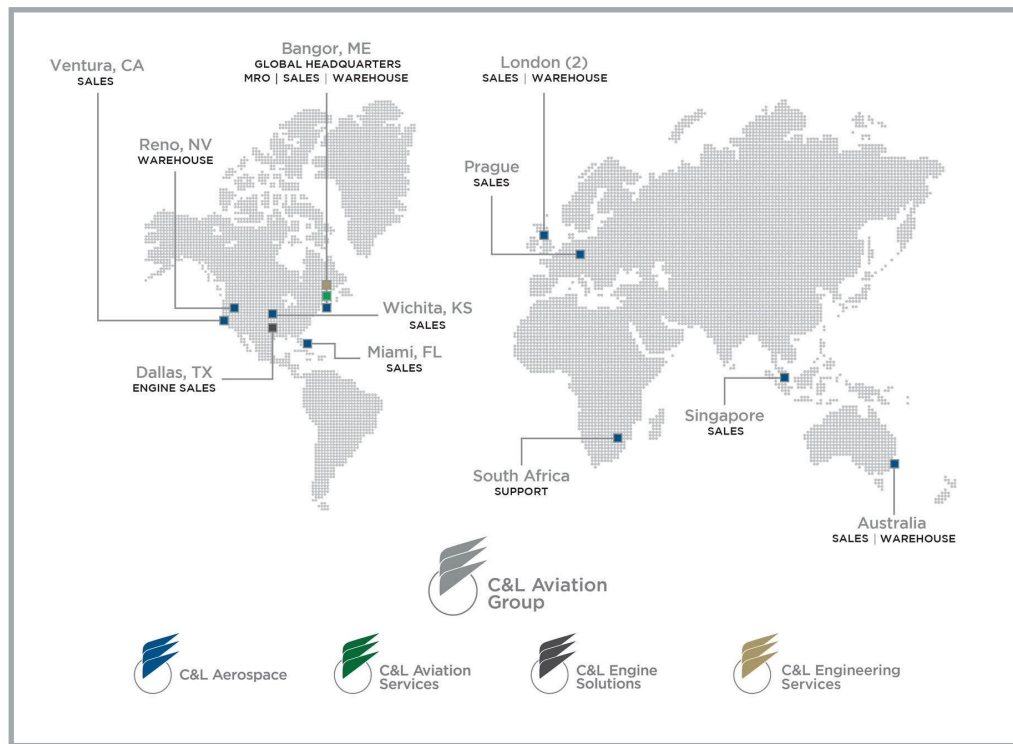 Bangor, ME
GLOBAL HEADQUARTERS
MRO | SALES | WAREHOUSE
Ventura, CA
SALES
London (2)
SALES | WAREHOUSE
Reno, NV
WAREHOUSE
Prague
SALES
Wichita, KS
SALES
Miami, FL
SALES
Dallas, TX
ENGINE SALES
Singapore
SALES
South Africa
SUPPORT
Australia
SALES | WAREHOUSE
C&L Aviation
Group
C&L Aerospace
C&L Aviation
Services
C&L Engine
Solutions
C&L Engineering
Services